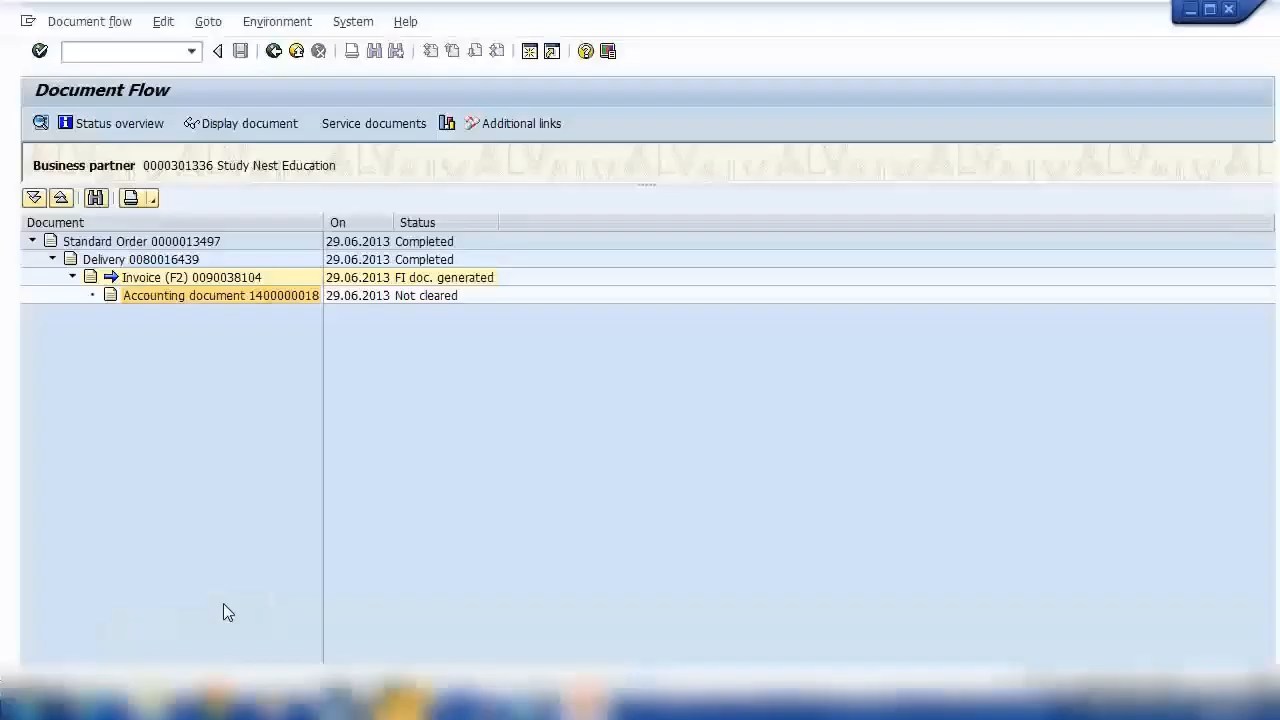 Document flow Edit Goto Environment System Help
Document Flow
Status overview Display document Service documents Additional links
Business partner 0000301336 Study Nest Education
Document On Status
Standard Order 0000013497 29.06.2013 Completed
Delivery 0080016439 29.06.2013 Completed
Invoice (F2) 0090038104 29.06.2013 FI doc. generated
Accounting document 1400000018 29.06.2013 Not cleared